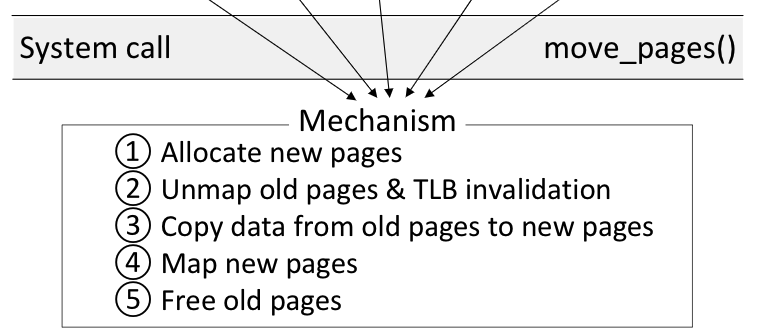 System call move_pages()
Mechanism
① Allocate new pages
② Unmap old pages & TLB invalidation
③ Copy data from old pages to new pages
④ Map new pages
⑤ Free old pages